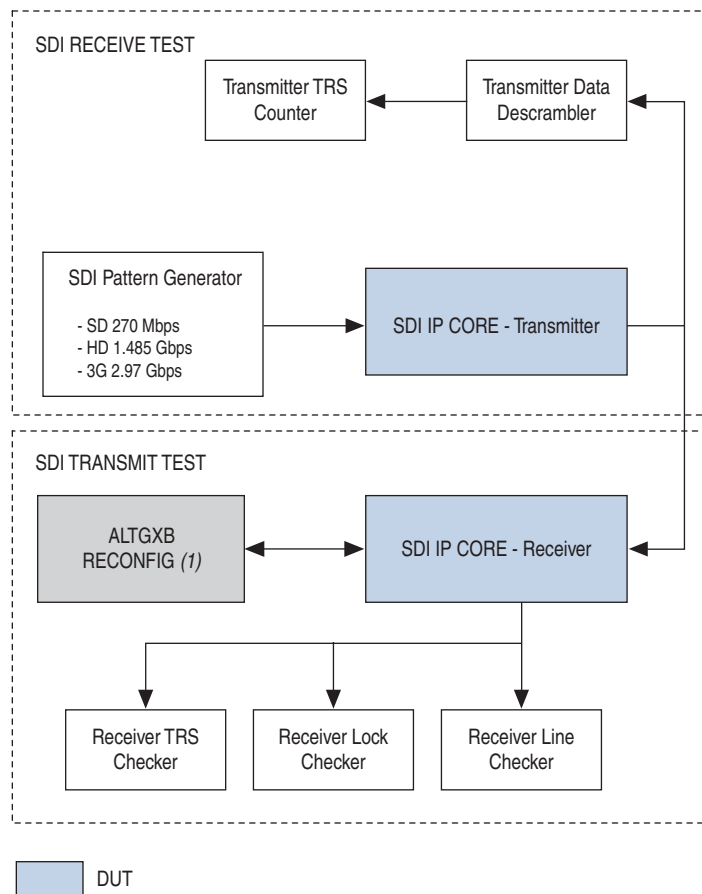 SDI RECEIVE TEST
Transmitter TRS
Counter
Transmitter Data
Descrambler
SDI Pattern Generator
- SD 270 Mbps
- HD 1.485 Gbps
- 3G 2.97 Gbps
SDI IP CORE - Transmitter
SDI TRANSMIT TEST
ALTGXB
RECONFIG (1)
SDI IP CORE - Receiver
Receiver TRS
Checker
Receiver Lock
Checker
Receiver Line
Checker
DUT